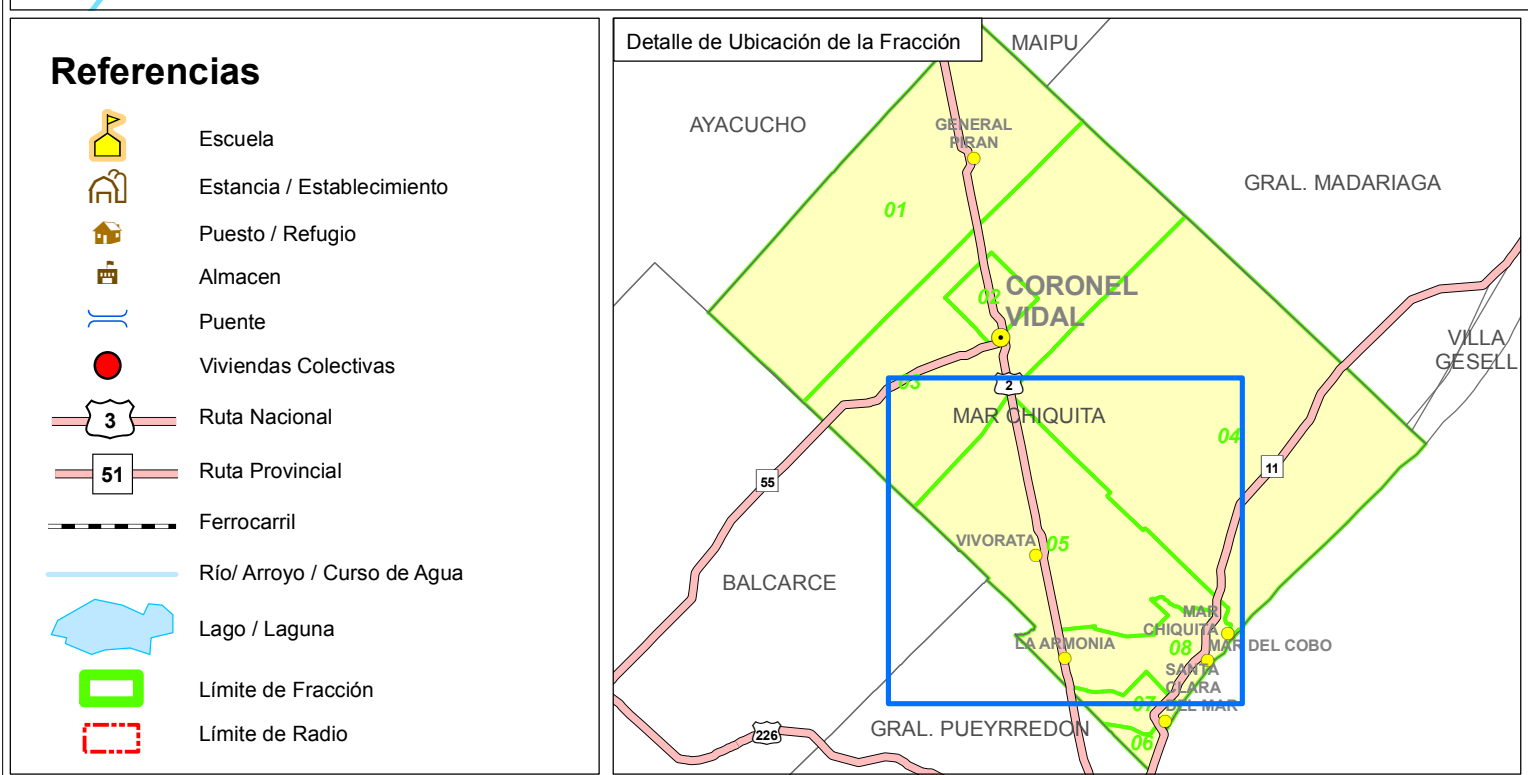 Referencias
Escuela
Estancia / Establecimiento
Puesto / Refugio
Almacen
Puente
Viviendas Colectivas
3
Ruta Nacional
51
Ruta Provincial
Ferrocarril
Río/ Arroyo / Curso de Agua
Lago / Laguna
Límite de Fracción
Límite de Radio
Detalle de Ubicación de la Fracción
MAIPU
AYACUCHO
GENERAL
PIRAN
GRAL. MADARIAGA
01
02
CORONEL
VIDAL
VILLA
GESELL
03
2
MAR CHIQUITA
04
11
55
VIVORATA
05
BALCARCE
MAR
CHIQUITA
LA ARMONIA
08
MAR DEL COBO
SANTA
CLARA
DEL MAR
07
GRAL. PUEYRREDON
226
06